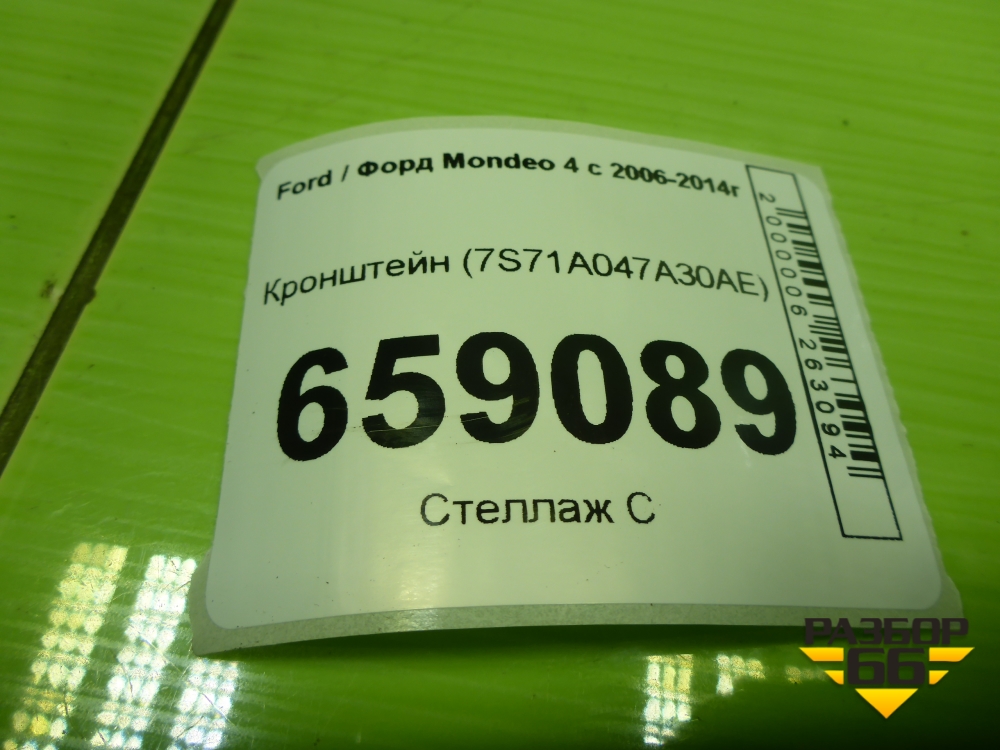 Ford / Форд Mondeo 4 с 2006-2014г
Кронштейн (7S71A047A30AE)
659089
Стеллаж С
2000006263094
РАЗБОР
66